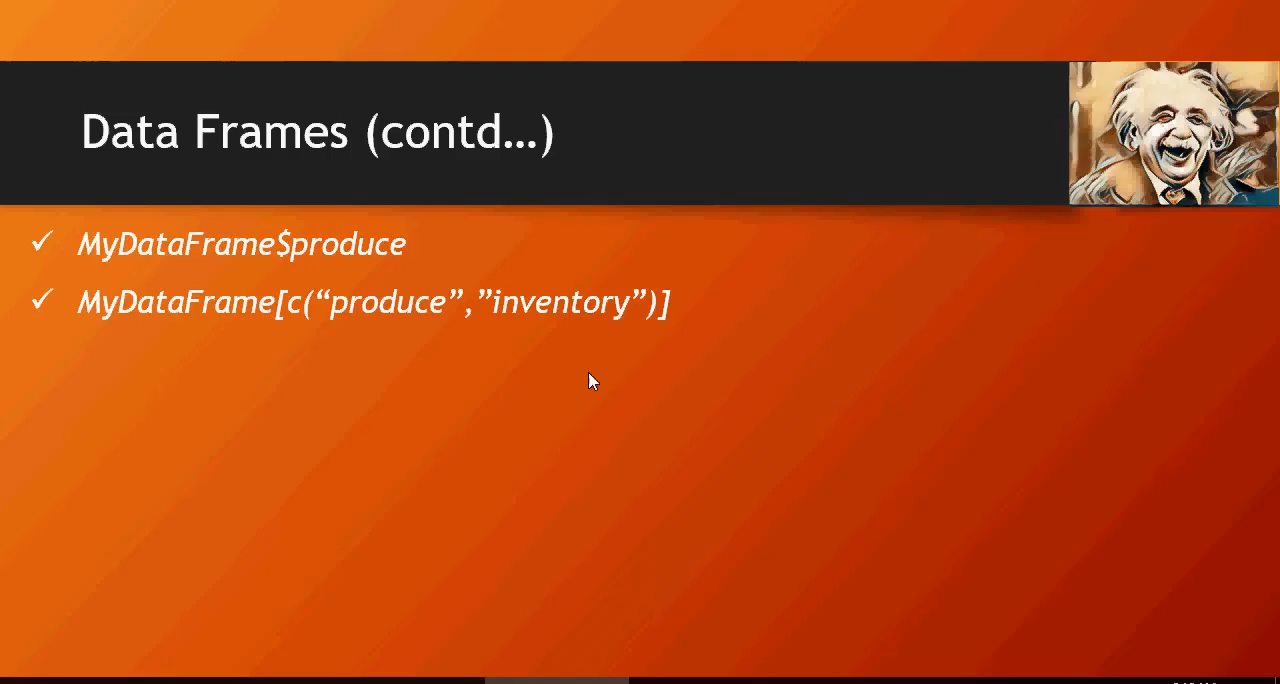 Data Frames (contd…)
✓ MyDataFrame$produce
✓ MyDataFrame[c(“produce”,”inventory”)]